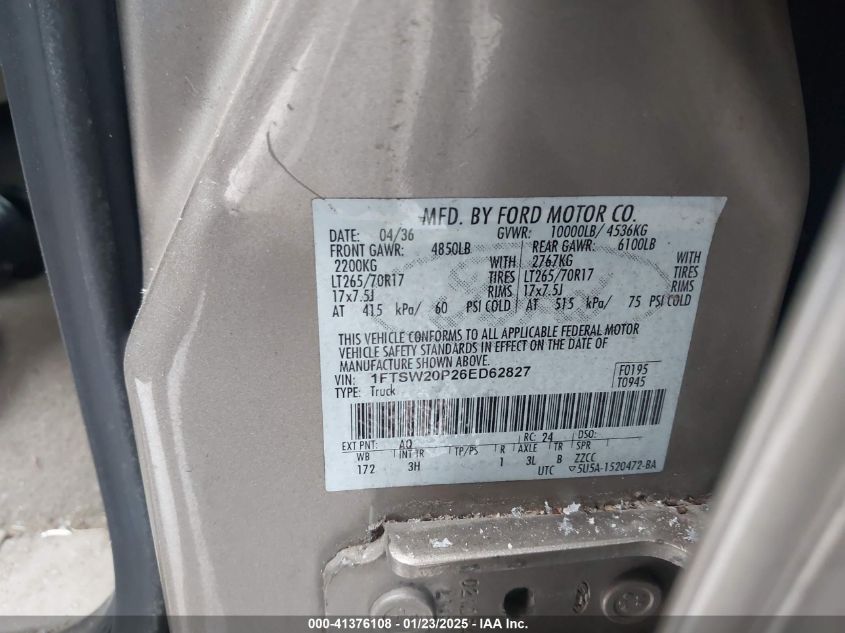 MFD. BY FORD MOTOR CO.
DATE: 04/36 GVWR: 10000LB/ 4536KG
FRONT GAWR: 4850LB REAR GAWR: 6100LB
2200KG WITH 2767KG WITH
LT265/70R17 TIRES LT265/70R17 TIRES
17x7.5J RIMS 17x7.5J RIMS
AT 415 kPa/ 60 PSI COLD AT 515 kPa/ 75 PSI COLD
THIS VEHICLE CONFORMS TO ALL APPLICABLE FEDERAL MOTOR
VEHICLE SAFETY STANDARDS IN EFFECT ON THE DATE OF
MANUFACTURE SHOWN ABOVE.
VIN: 1FTSW20P26ED62827 F0195
TYPE: Truck T0945
EXT PNT: AQ RC: 24 DSO:
WB INT TR TP/PS R AXLE TR SPR
172 3H 1 3L B ZZCC
UTC 5U5A-1520472-BA
000-41376108 - 01/23/2025 - IAAI.com